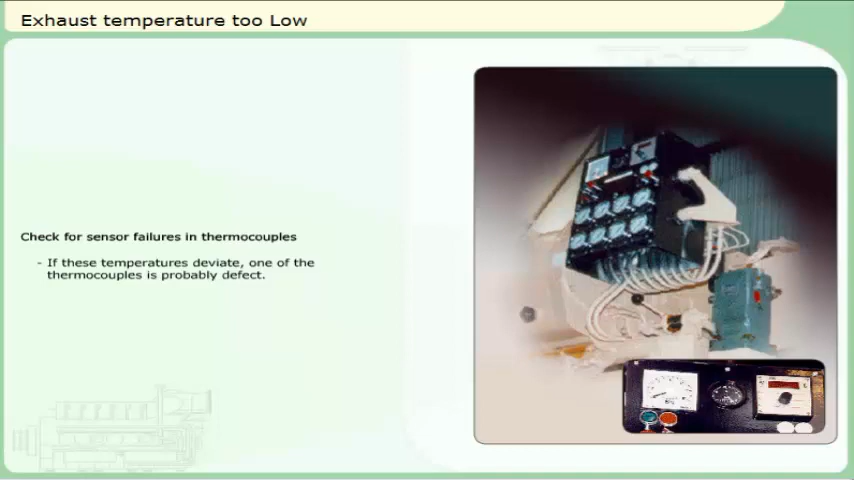 Exhaust temperature too Low
Check for sensor failures in thermocouples
- If these temperatures deviate, one of the
thermocouples is probably defect.